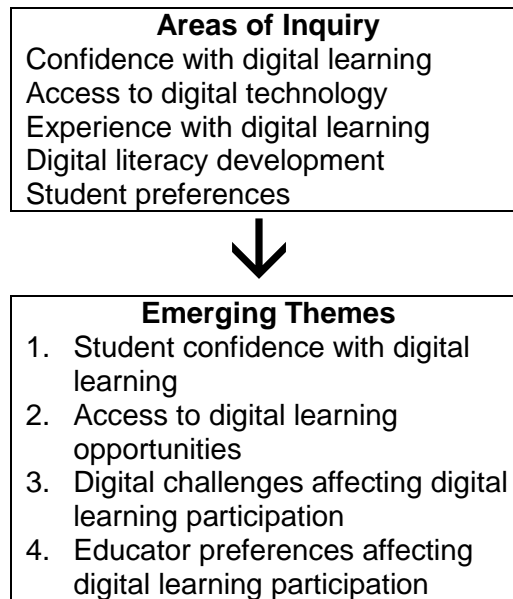 Areas of Inquiry
Confidence with digital learning
Access to digital technology
Experience with digital learning
Digital literacy development
Student preferences
Emerging Themes
1. Student confidence with digital
learning
2. Access to digital learning
opportunities
3. Digital challenges affecting digital
learning participation
4. Educator preferences affecting
digital learning participation